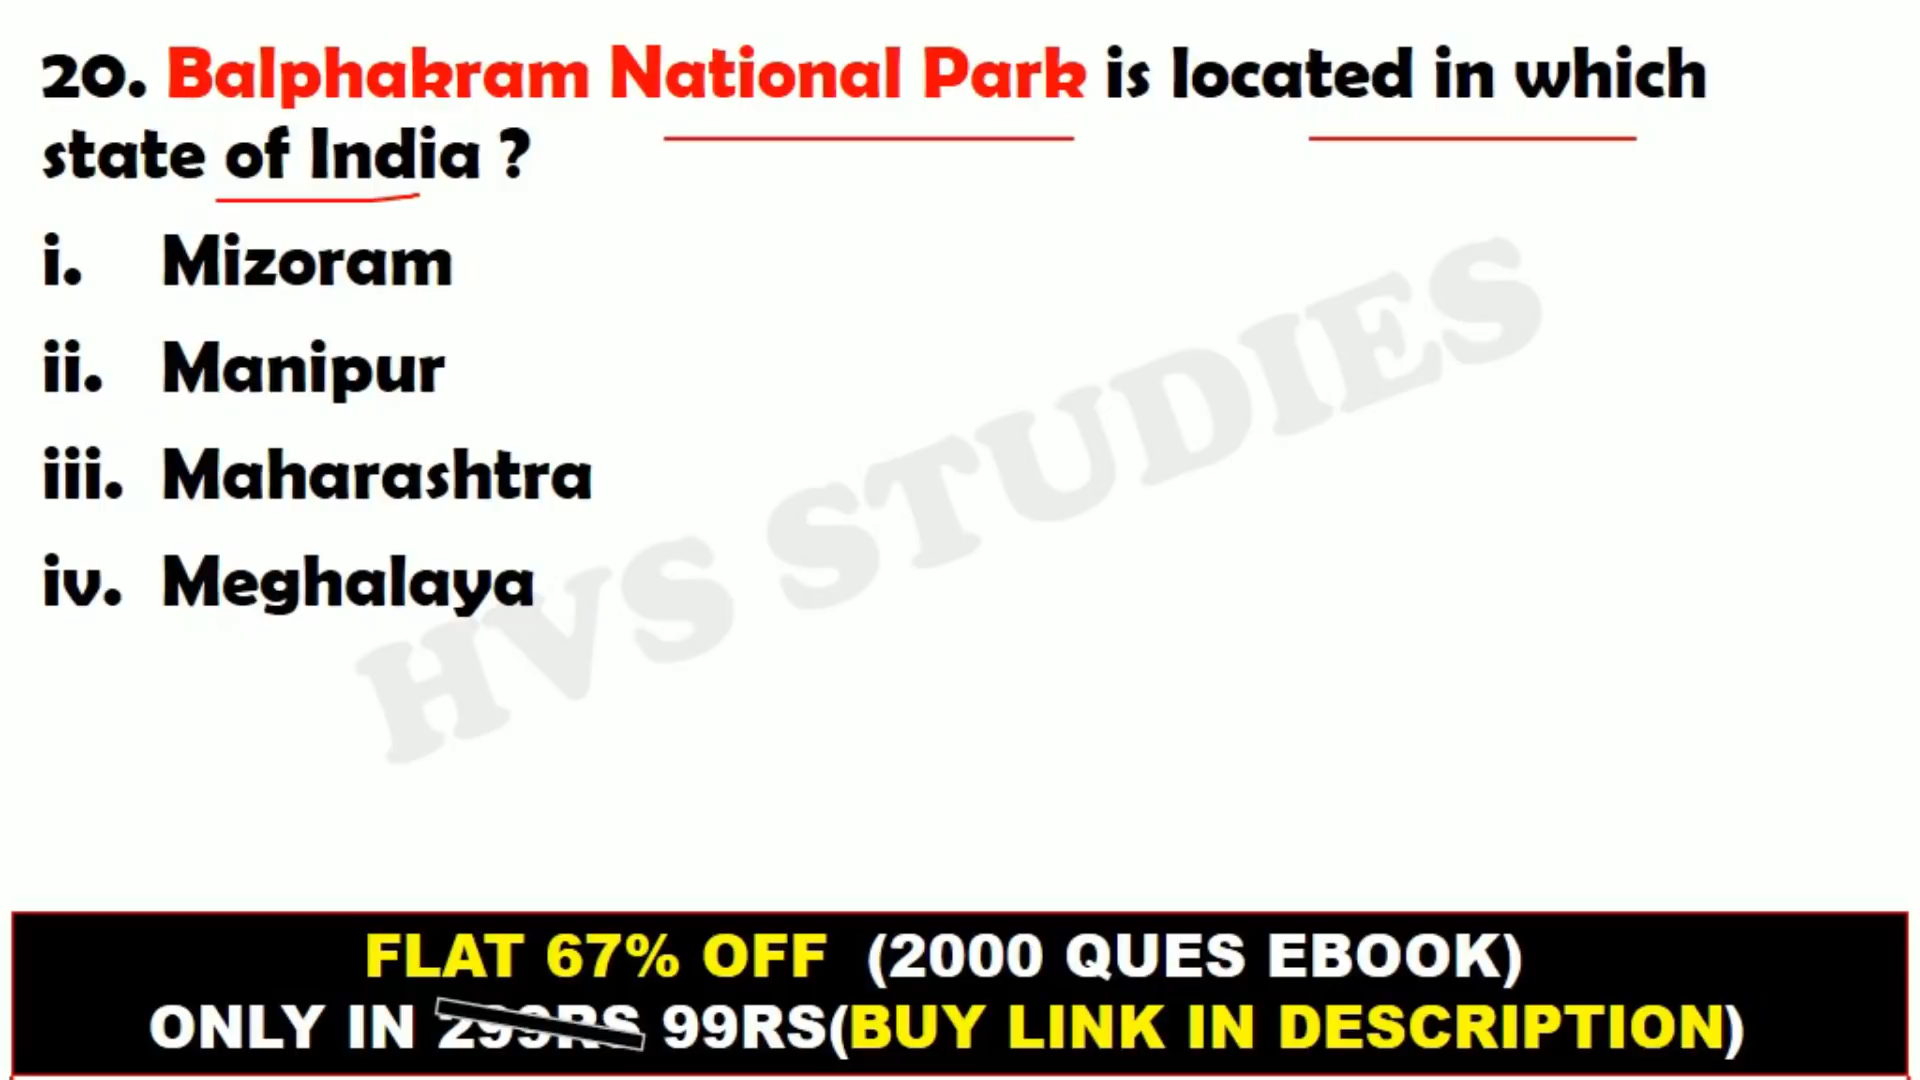 20. Balphakram National Park is located in which
state of India ?
i. Mizoram
ii. Manipur
iii. Maharashtra
iv. Meghalaya
HVS STUDIES
FLAT 67% OFF (2000 QUES EBOOK)
ONLY IN 299RS 99RS(BUY LINK IN DESCRIPTION)